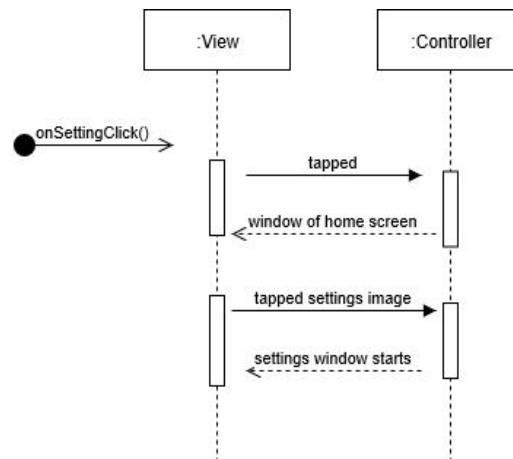 :View
:Controller
onSettingClick()
tapped
window of home screen
tapped settings image
settings window starts